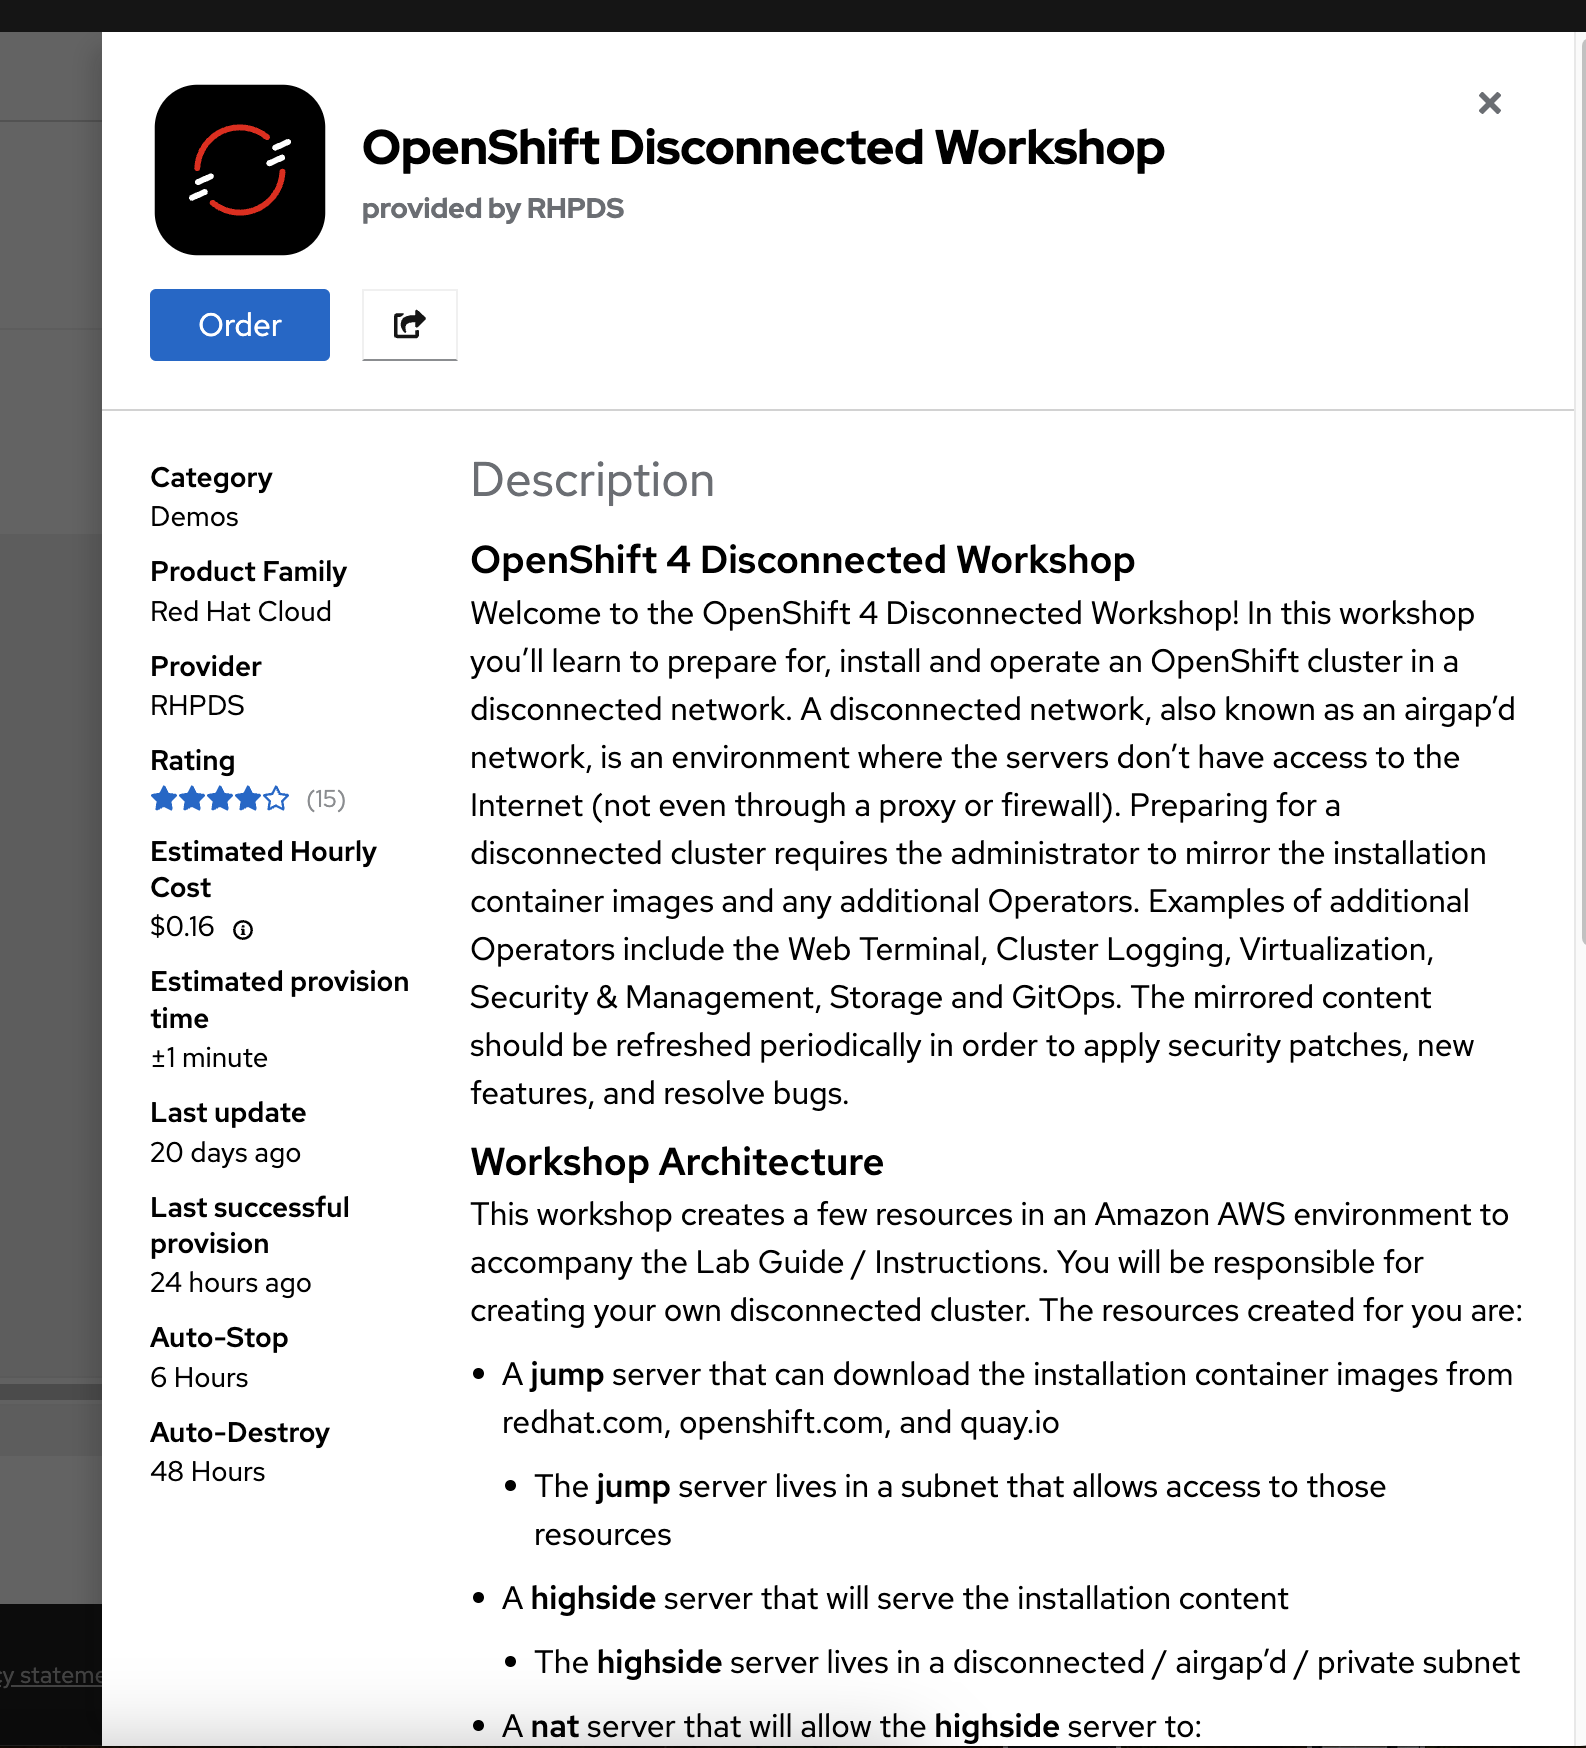 OpenShift Disconnected Workshop
provided by RHPDS
Order
Category
Demos
Product Family
Red Hat Cloud
Provider
RHPDS
Rating
(15)
Estimated Hourly
Cost
$0.16
Estimated provision
time
±1 minute
Last update
20 days ago
Last successful
provision
24 hours ago
Auto-Stop
6 Hours
Auto-Destroy
48 Hours
Description
OpenShift 4 Disconnected Workshop
Welcome to the OpenShift 4 Disconnected Workshop! In this workshop
you’ll learn to prepare for, install and operate an OpenShift cluster in a
disconnected network. A disconnected network, also known as an airgap’d
network, is an environment where the servers don’t have access to the
Internet (not even through a proxy or firewall). Preparing for a
disconnected cluster requires the administrator to mirror the installation
container images and any additional Operators. Examples of additional
Operators include the Web Terminal, Cluster Logging, Virtualization,
Security & Management, Storage and GitOps. The mirrored content
should be refreshed periodically in order to apply security patches, new
features, and resolve bugs.
Workshop Architecture
This workshop creates a few resources in an Amazon AWS environment to
accompany the Lab Guide / Instructions. You will be responsible for
creating your own disconnected cluster. The resources created for you are:
• A jump server that can download the installation container images from
redhat.com, openshift.com, and quay.io
• The jump server lives in a subnet that allows access to those
resources
• A highside server that will serve the installation content
• The highside server lives in a disconnected / airgap’d / private subnet
• A nat server that will allow the highside server to:
cy stateme